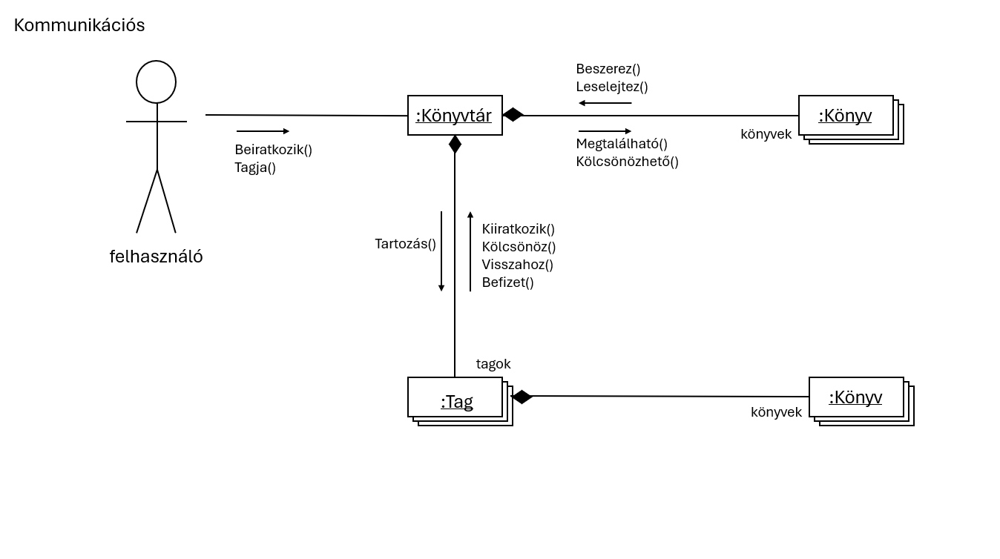 Kommunikációs
Beszerez()
Leselejtez()
:Könyvtár
:Könyv
könyvek
Beiratkozik()
Tagja()
Megtalálható()
Kölcsönözhető()
felhasználó
Tartozás()
Kiiratkozik()
Kölcsönöz()
Visszahoz()
Befizet()
tagok
:Tag
:Könyv
könyvek